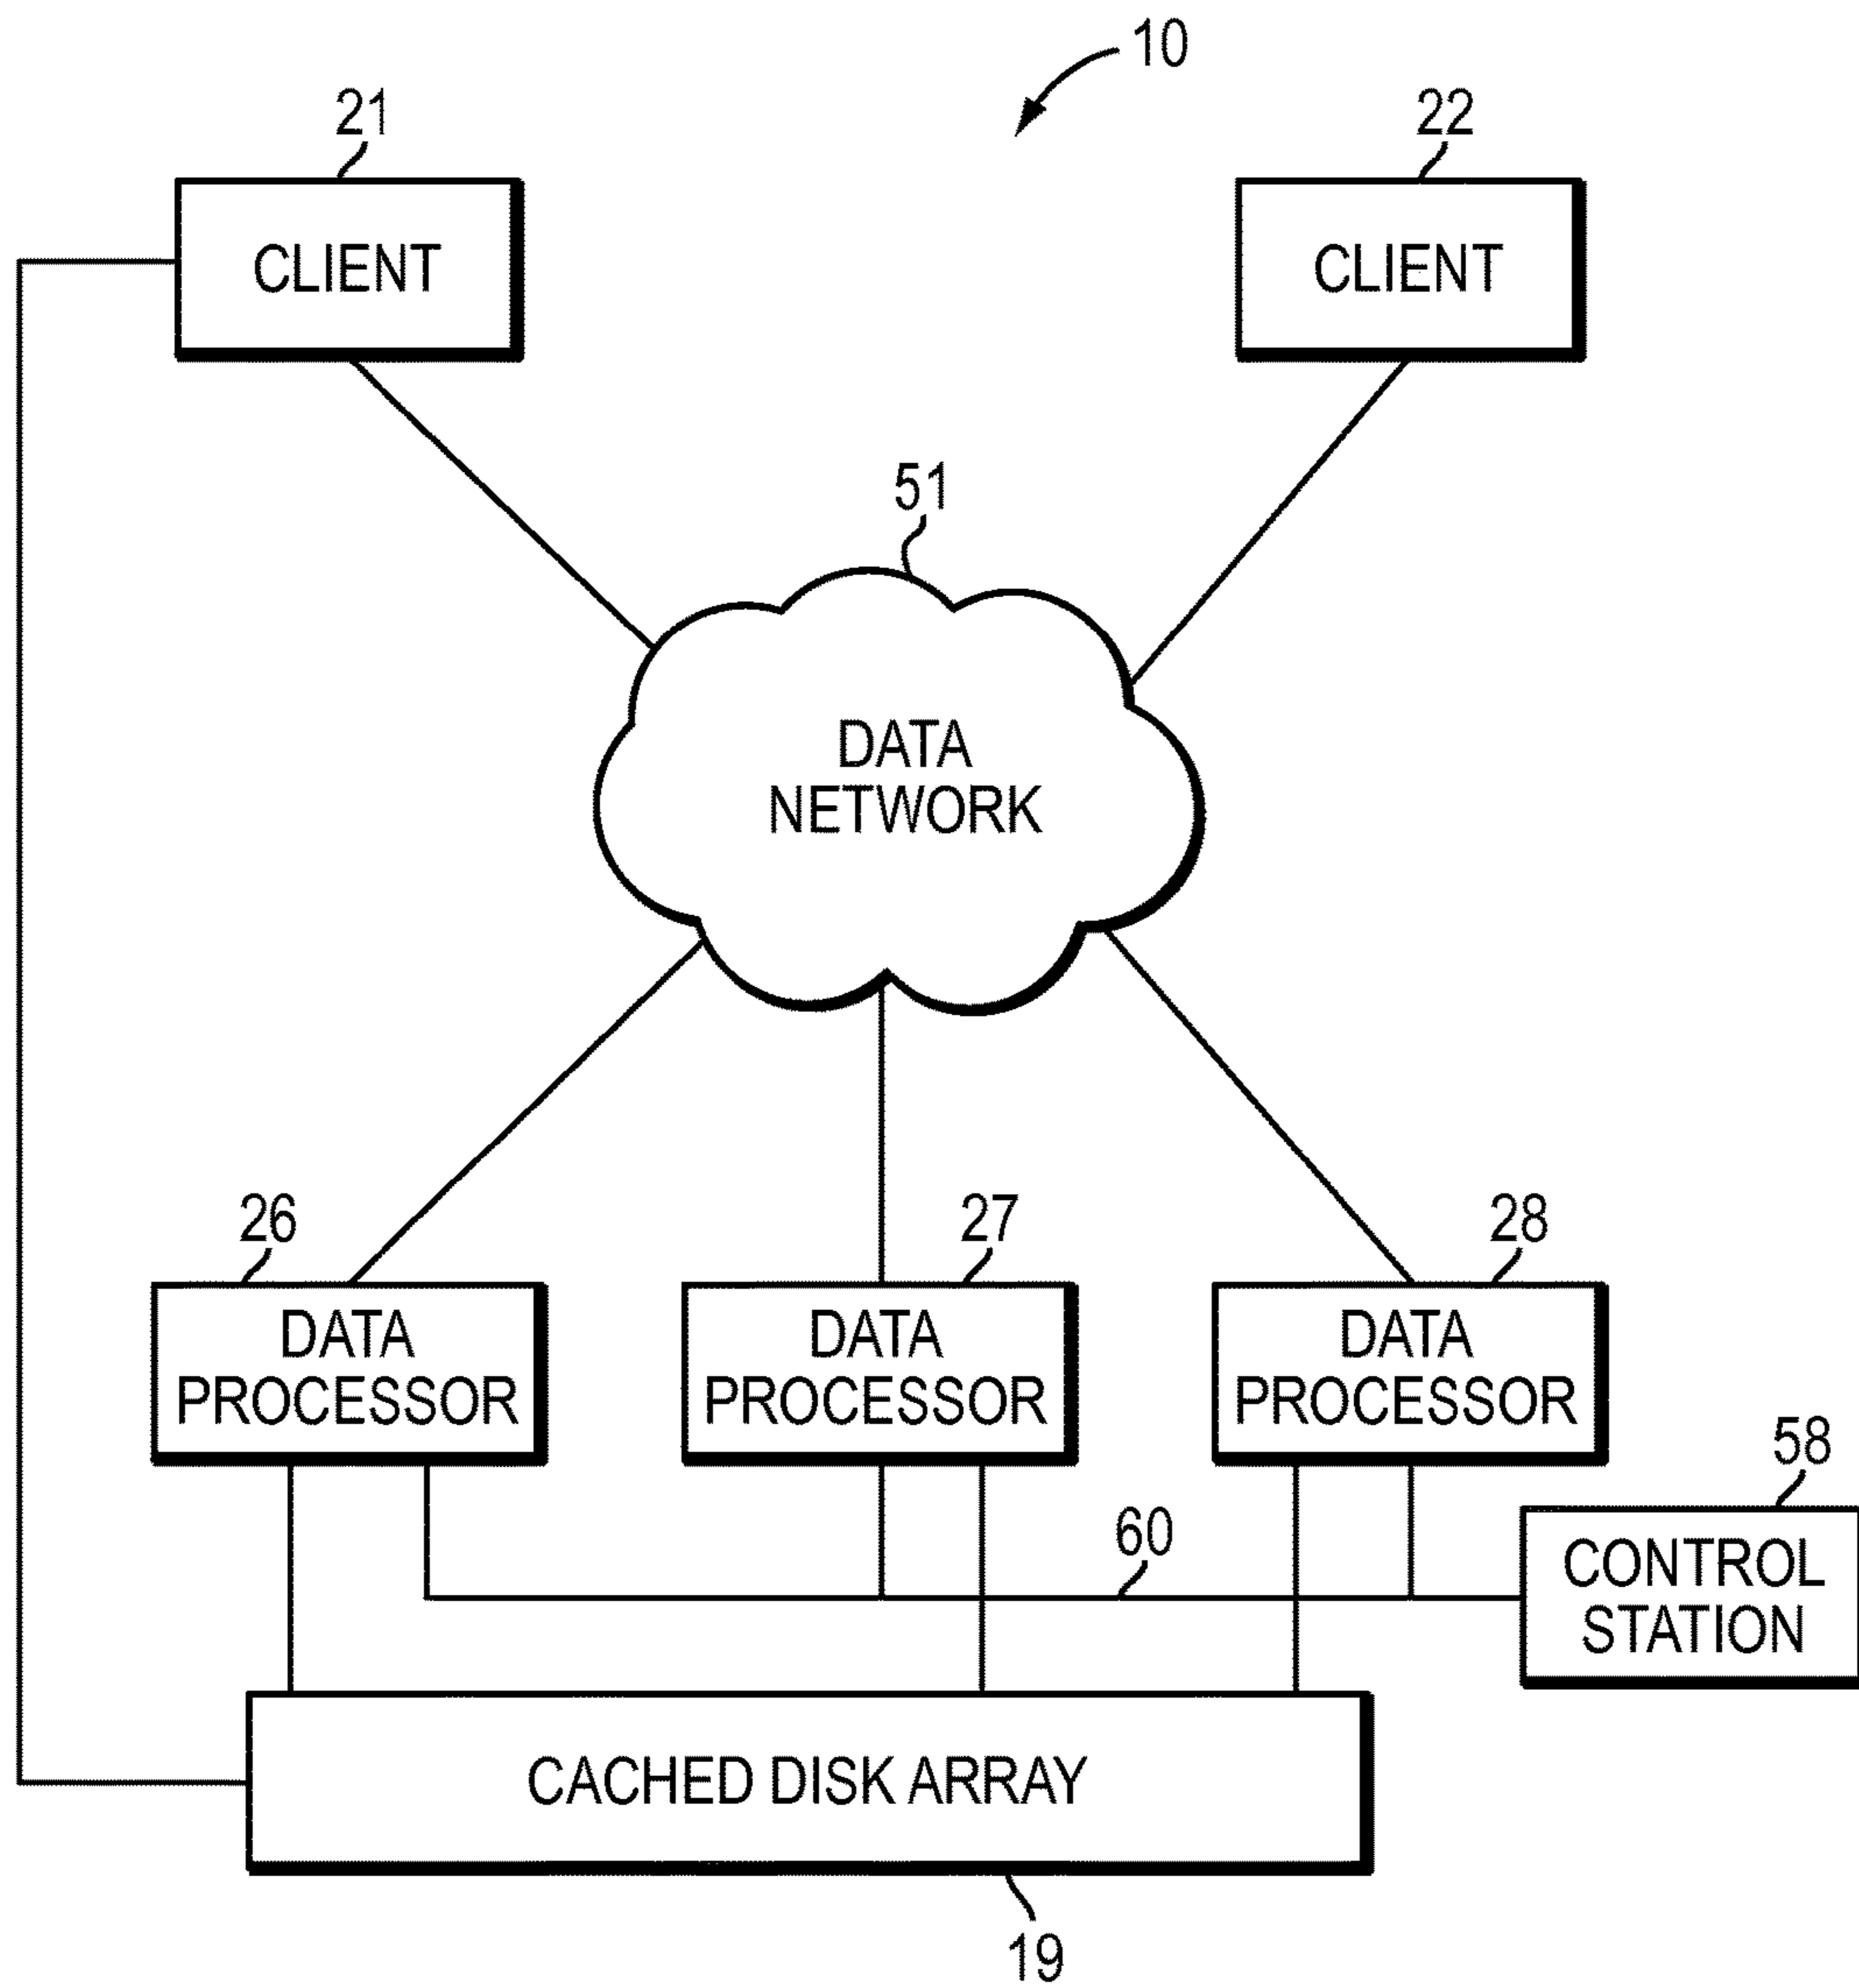 10
21
22
CLIENT
CLIENT
51
DATA
NETWORK
26
27
28
DATA
PROCESSOR
DATA
PROCESSOR
DATA
PROCESSOR
58
60
CONTROL
STATION
CACHED DISK ARRAY
19